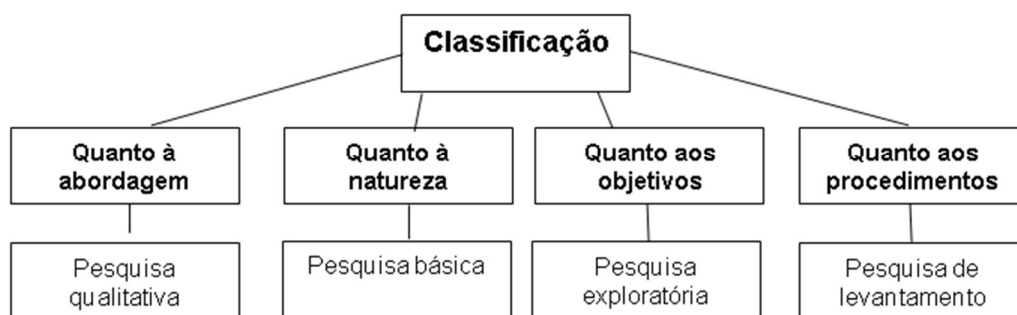 Classificação
Quanto à
abordagem
Quanto à
natureza
Quanto aos
objetivos
Quanto aos
procedimentos
Pesquisa
qualitativa
Pesquisa básica
Pesquisa
exploratória
Pesquisa de
levantamento